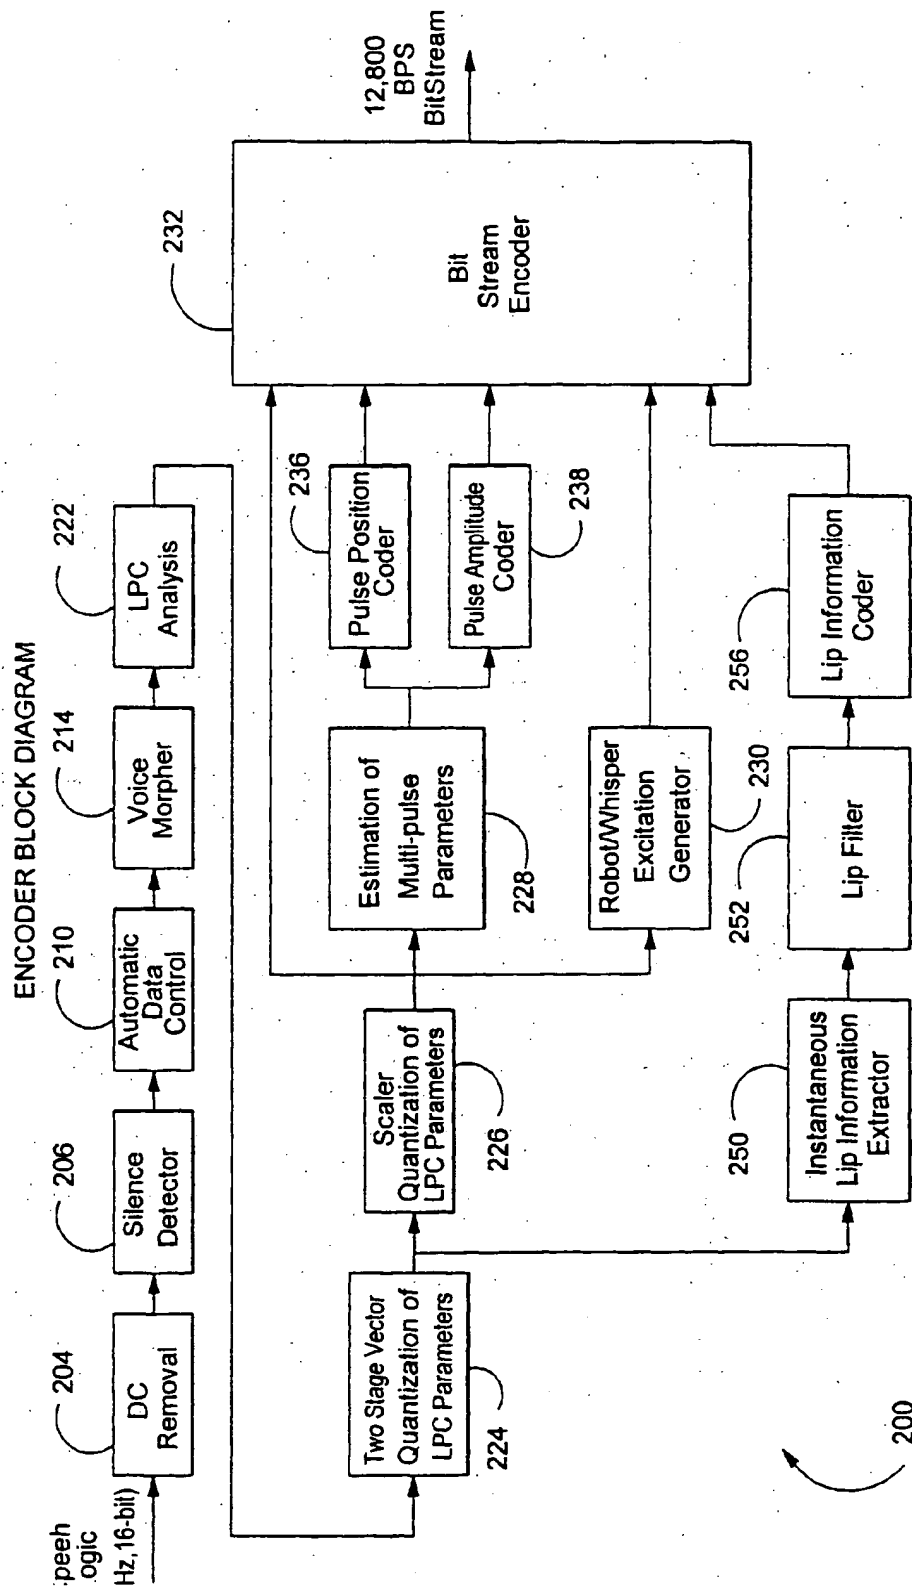 ENCODER BLOCK DIAGRAM
:peeh
ogic
Hz,16-bit)
204
DC
Removal
206
Silence
Detector
210
Automatic
Data
Control
214
Voice
Morpher
222
LPC
Analysis
Two Stage Vector
Quantization of
LPC Parameters
224
Scaler
Quantization of
LPC Parameters
226
Estimation of
Multi-pulse
Parameters
228
236
Pulse Position
Coder
Pulse Amplitude
Coder
238
Robot/Whisper
Excitation
Generator
230
232
Bit
Stream
Encoder
12,800
BPS
BitStream
250
Instantaneous
Lip Information
Extractor
252
Lip Filter
256
Lip Information
Coder
200